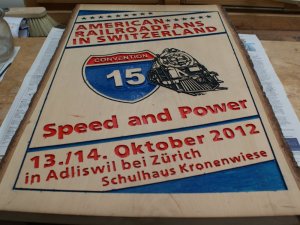 AMERICAN
RAILROADFANS
IN SWITZERLAND
CONVENTION
15
Speed and Power
13./14. Oktober 2012
in Adliswil bei Zürich
Schulhaus Kronenwiese